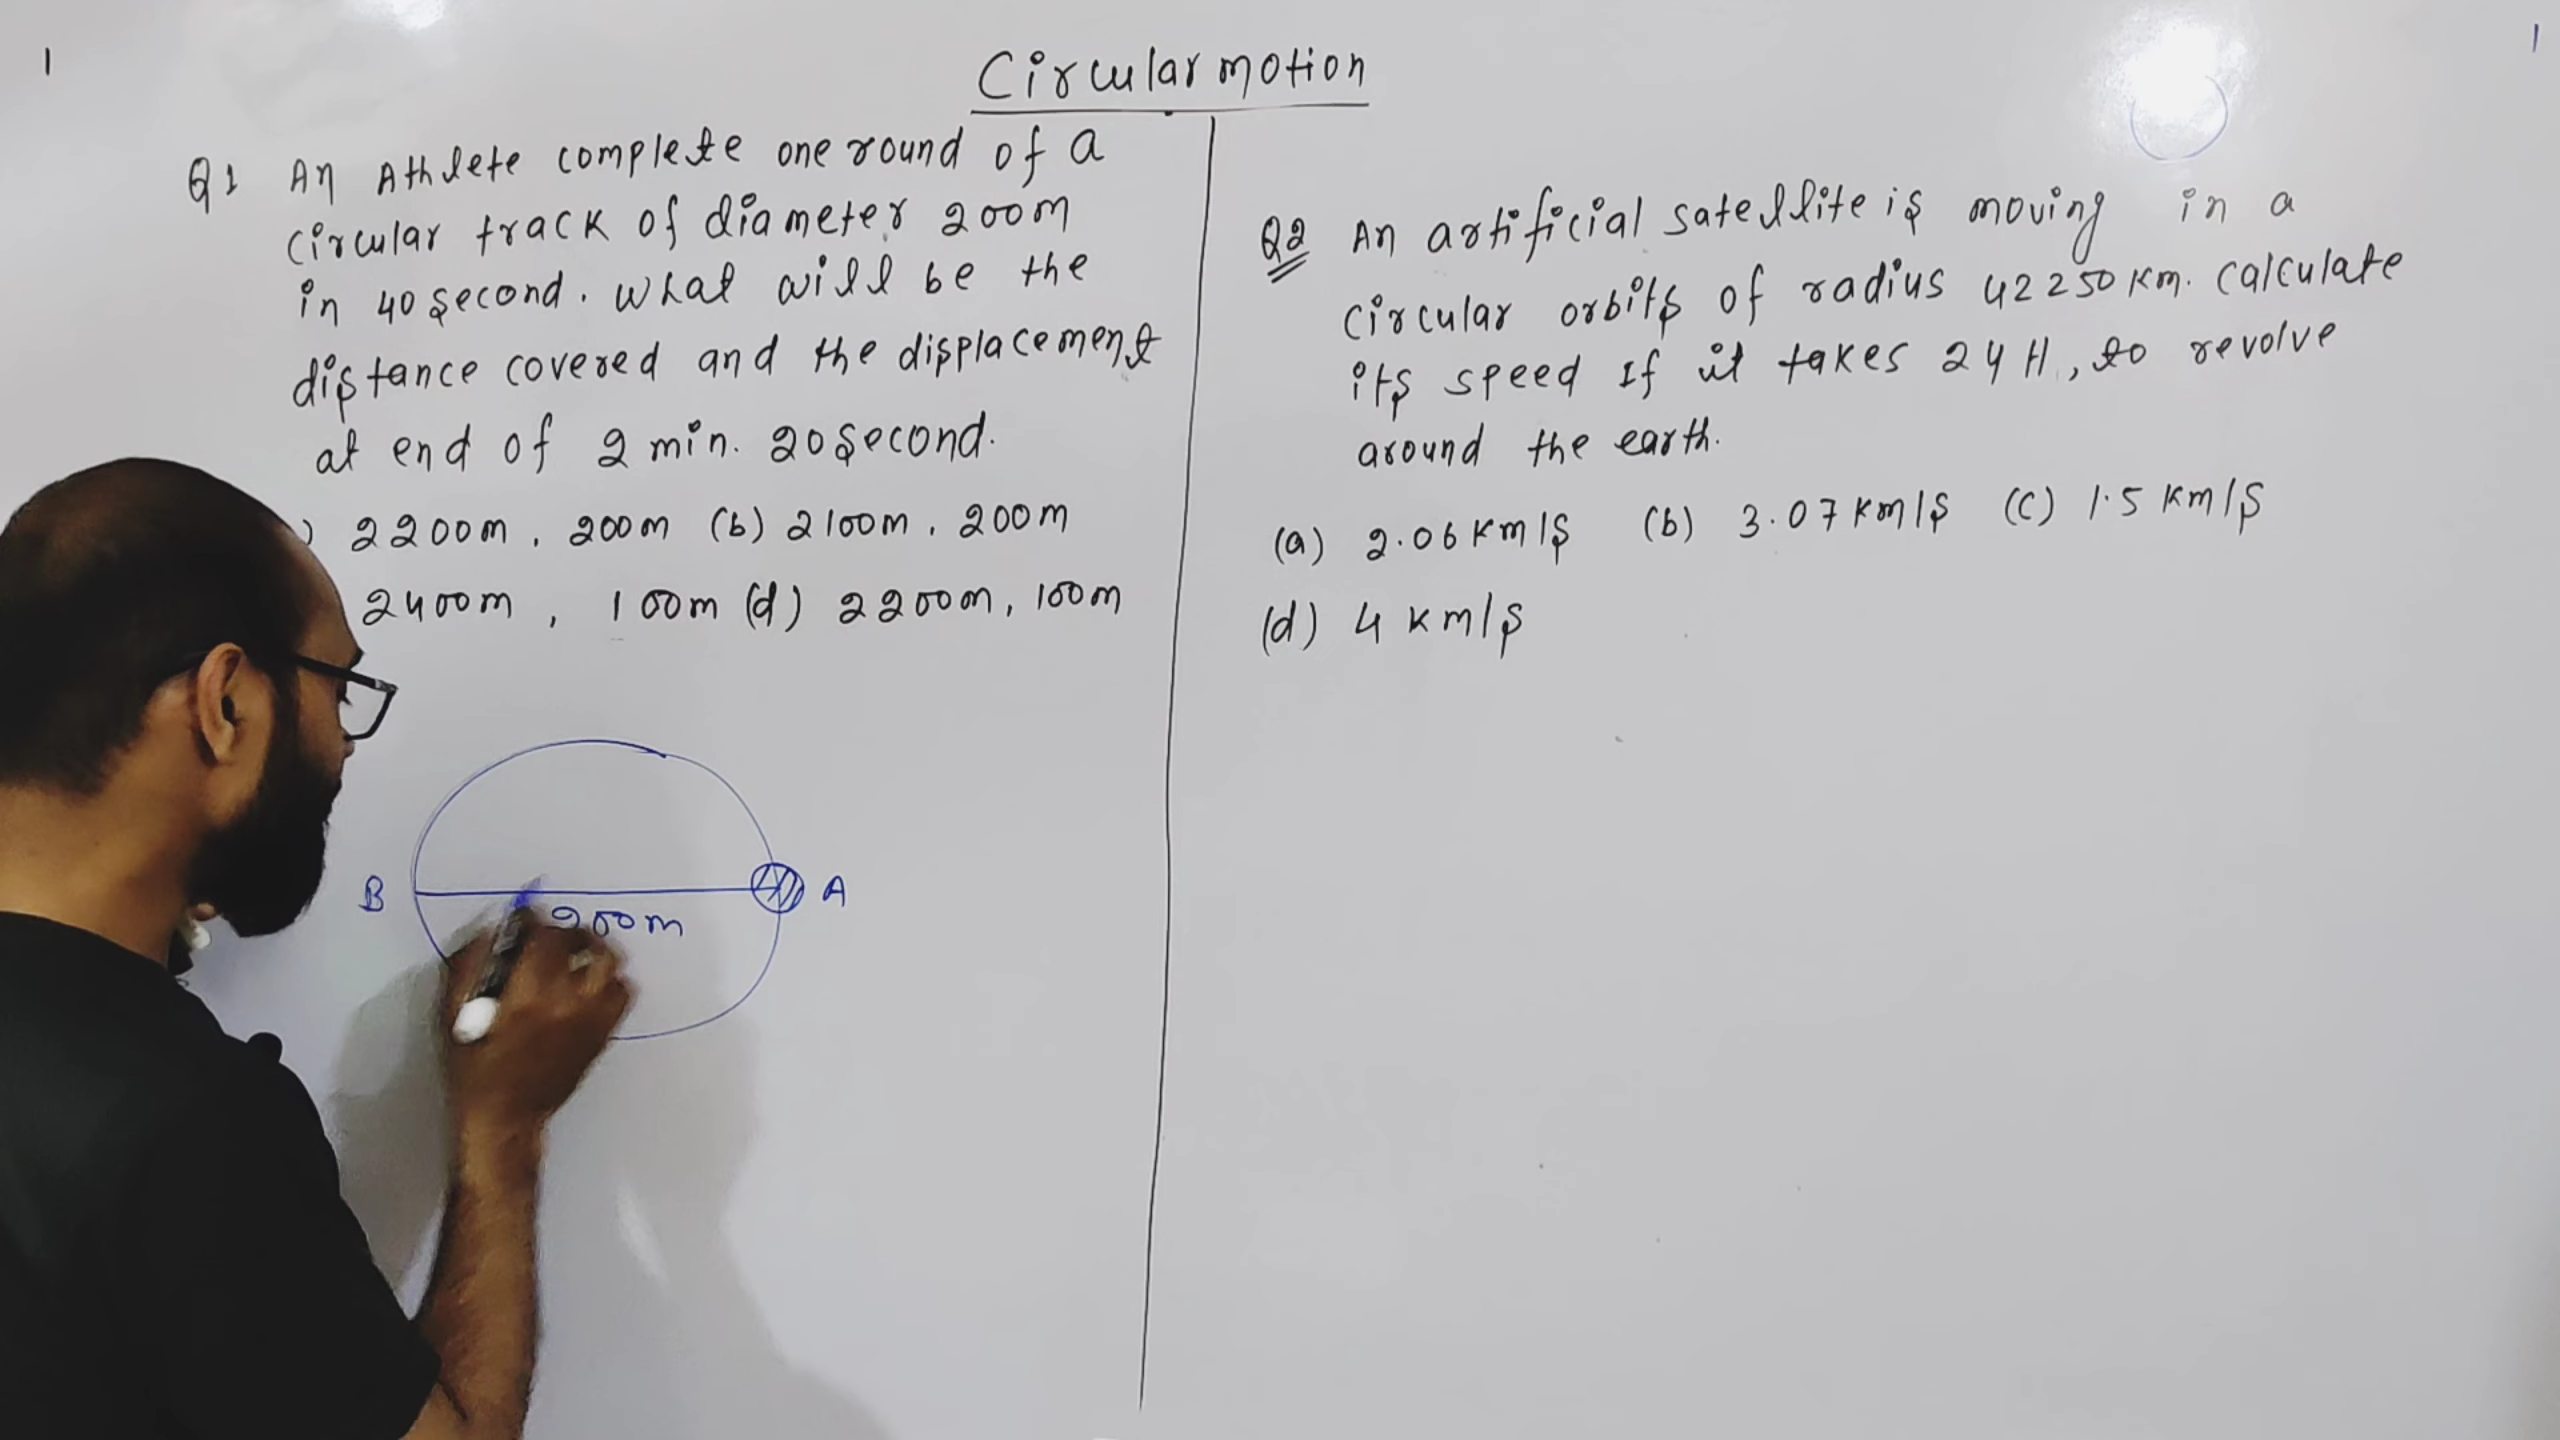 Circular motion
Q1 An Athlete complete one round of a
circular track of diameter 200m
in 40 second. What will be the
distance covered and the displacement
at end of 2 min. 20 second.
) 2200m, 200m (b) 2100m, 200m
2400m, 100m (d) 2200m, 100m
B 200m A
Q2 An artificial satellite is moving in a
circular orbits of radius 42250 km. Calculate
its speed If it takes 24 H, to revolve
around the earth.
(a) 2.06 km/s (b) 3.07 km/s (c) 1.5 km/s
(d) 4 km/s